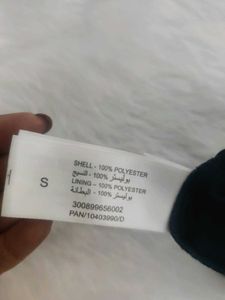 S
SHELL - 100% POLYESTER
بوليستر %100 - النسيج
LINING - 100% POLYESTER
بوليستر %100 - البطانة
300899656002
PAN/10403990/D